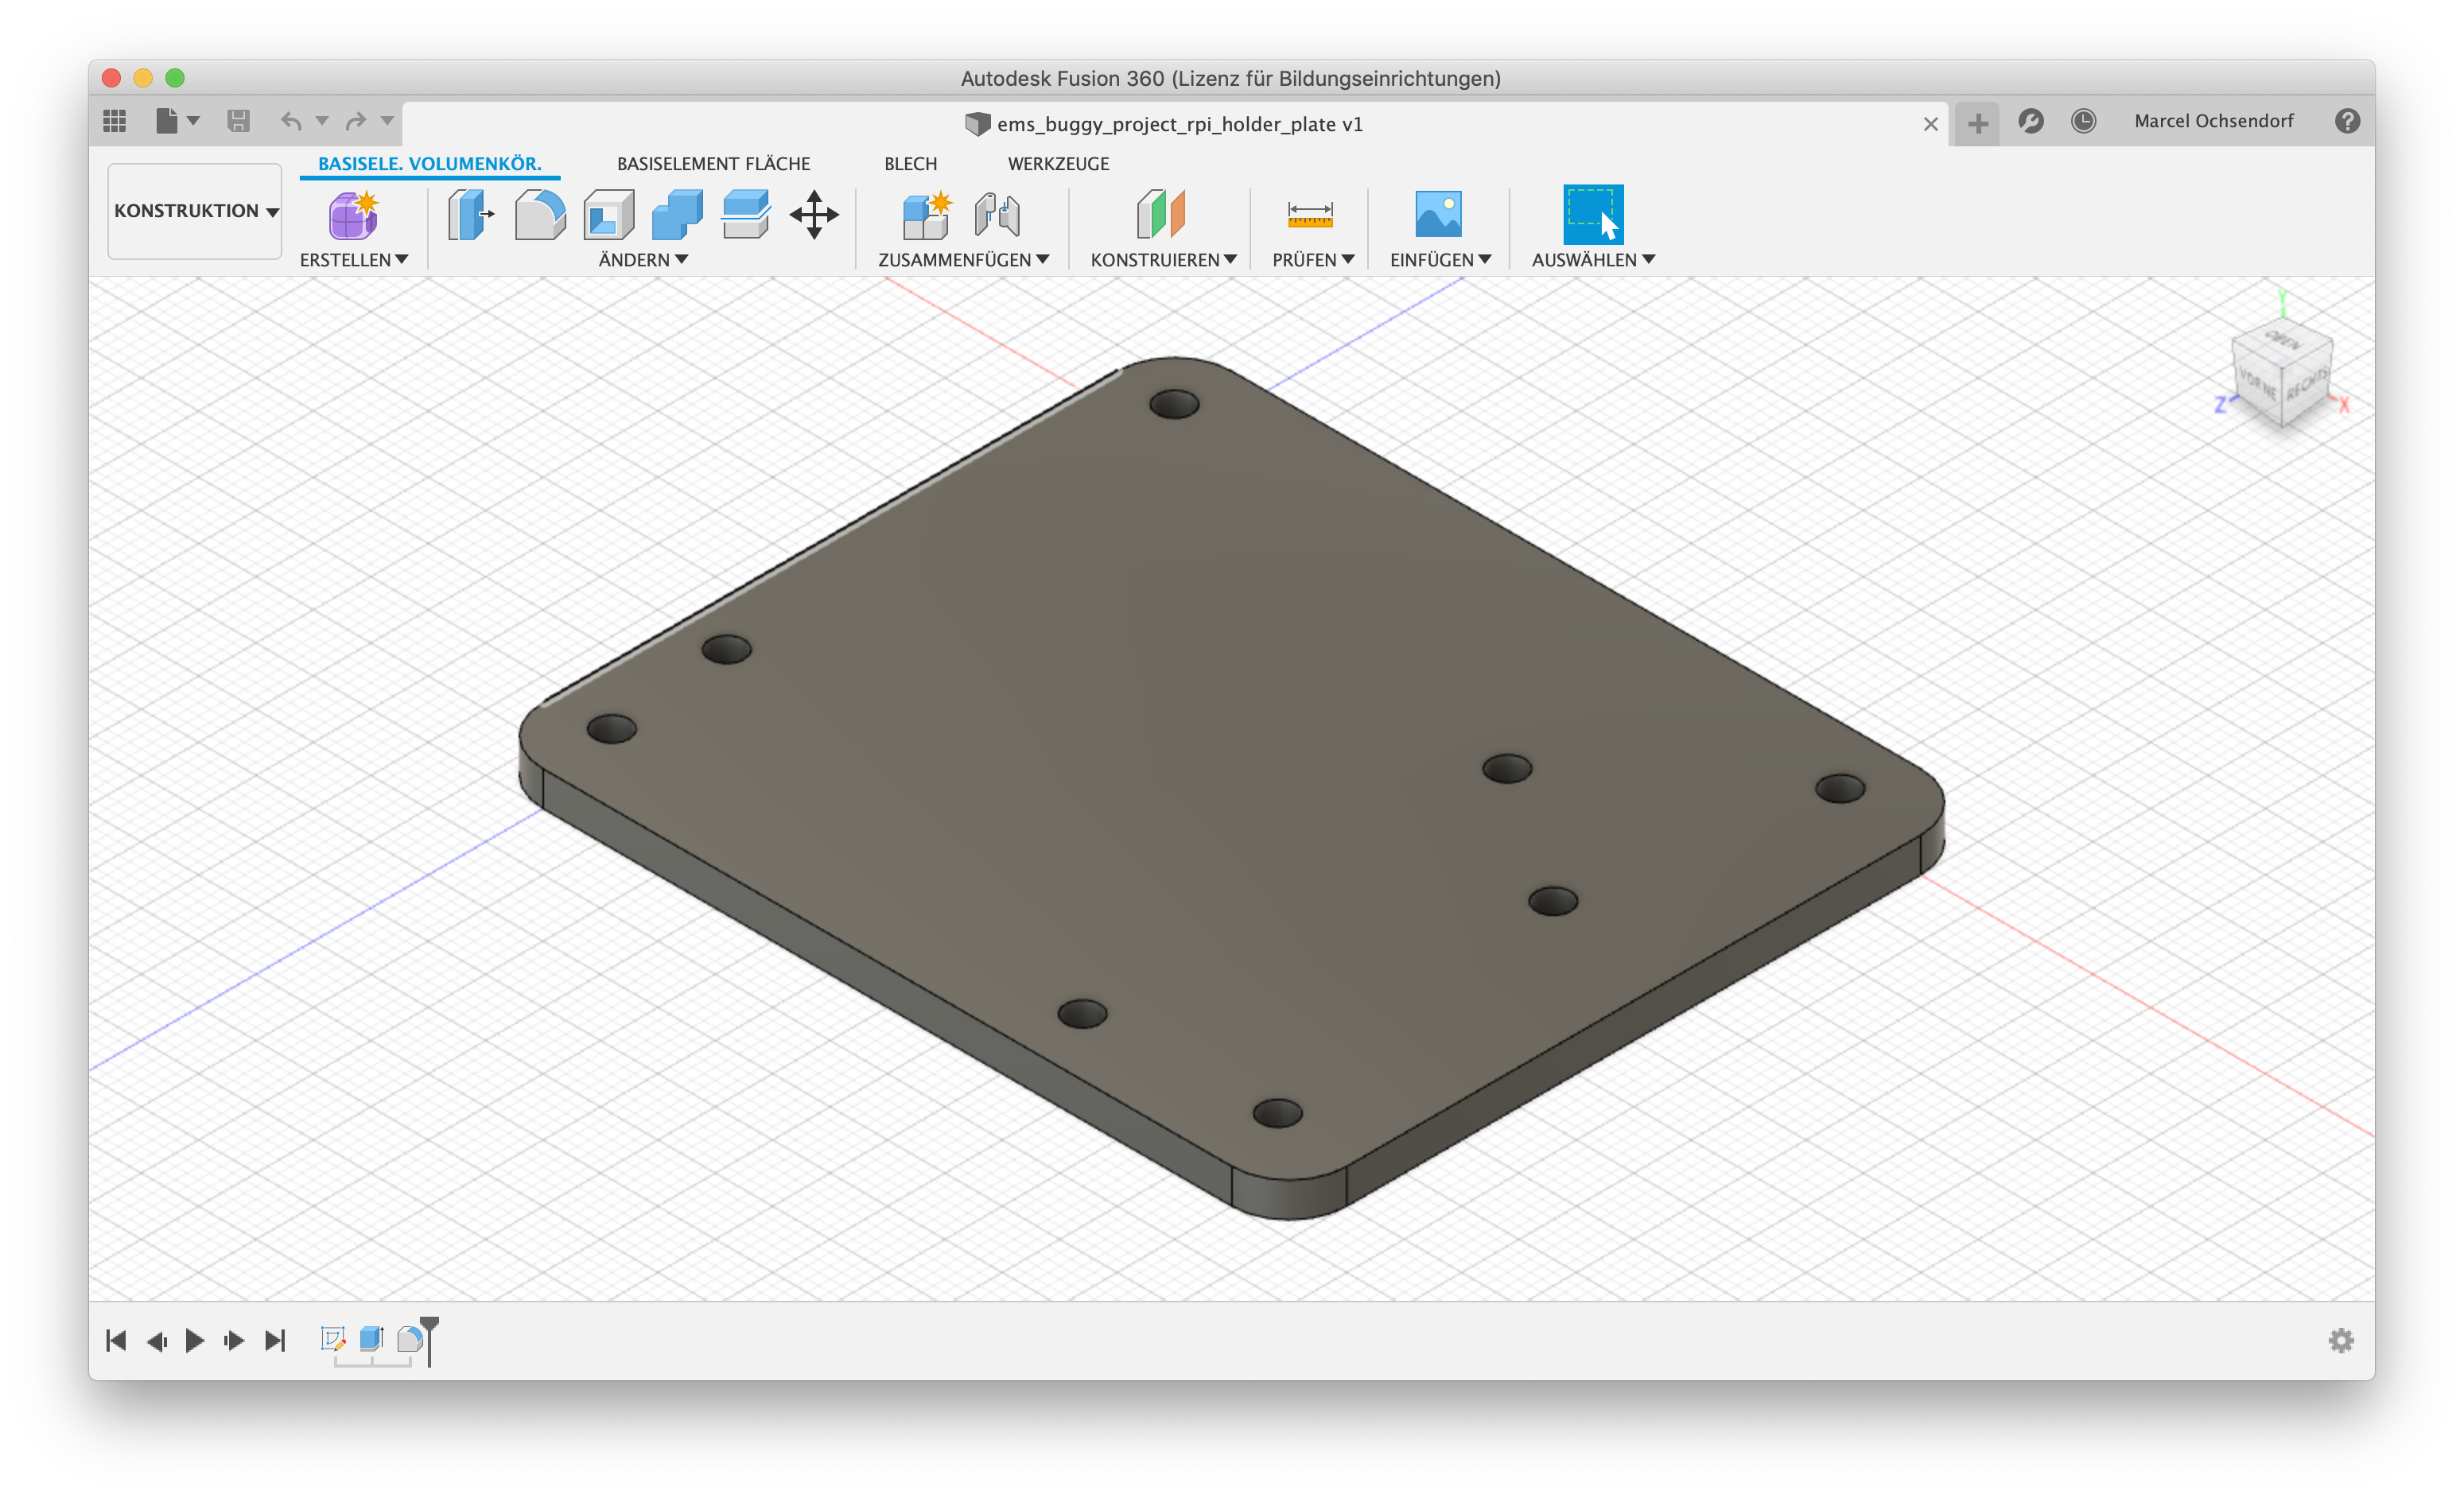 Autodesk Fusion 360 (Lizenz für Bildungseinrichtungen)
ems_buggy_project_rpi_holder_plate v1
Marcel Ochsendorf
KONSTRUKTION
BASISELE. VOLUMENKÖR.
BASISELEMENT FLÄCHE
BLECH
WERKZEUGE
ERSTELLEN
ÄNDERN
ZUSAMMENFÜGEN
KONSTRUIEREN
PRÜFEN
EINFÜGEN
AUSWÄHLEN
Y
OBEN
VORNE
RECHTS
Z
X